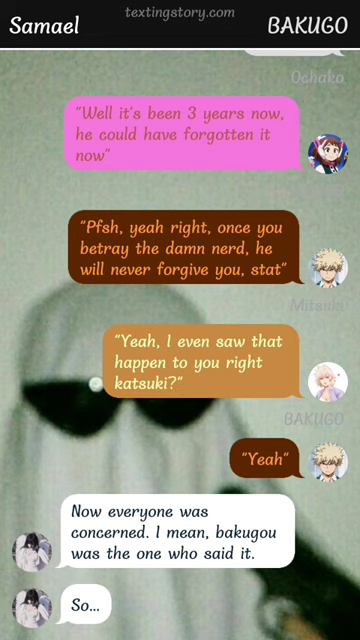 textingstory.com
Samael
BAKUGO
Ochako
"Well it's been 3 years now,
he could have forgotten it
now"
"Pfsh, yeah right, once you
betray the damn nerd, he
will never forgive you, stat"
Mitsuki
"Yeah, I even saw that
happen to you right
katsuki?"
BAKUGO
"Yeah"
Now everyone was
concerned. I mean, bakugou
was the one who said it.
So...